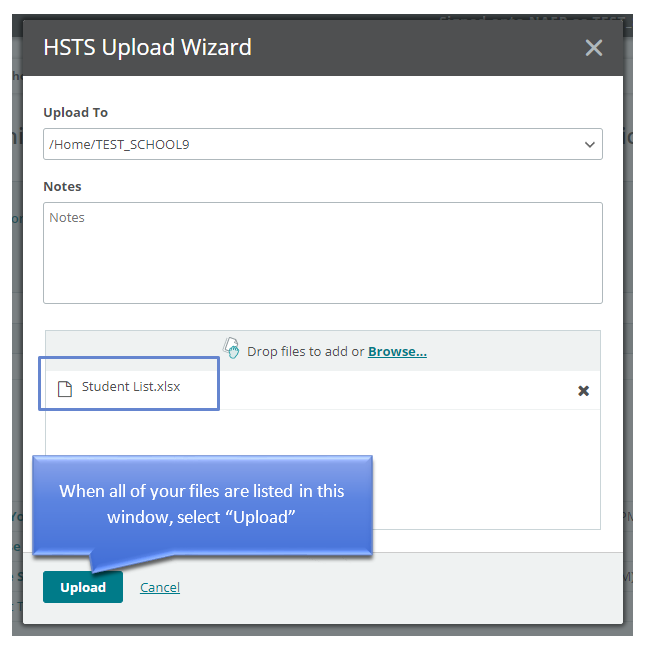 HSTS Upload Wizard
Upload To
/Home/TEST_SCHOOL9
Notes
Notes
Drop files to add or Browse...
Student List.xlsx
When all of your files are listed in this
window, select “Upload”
Upload Cancel